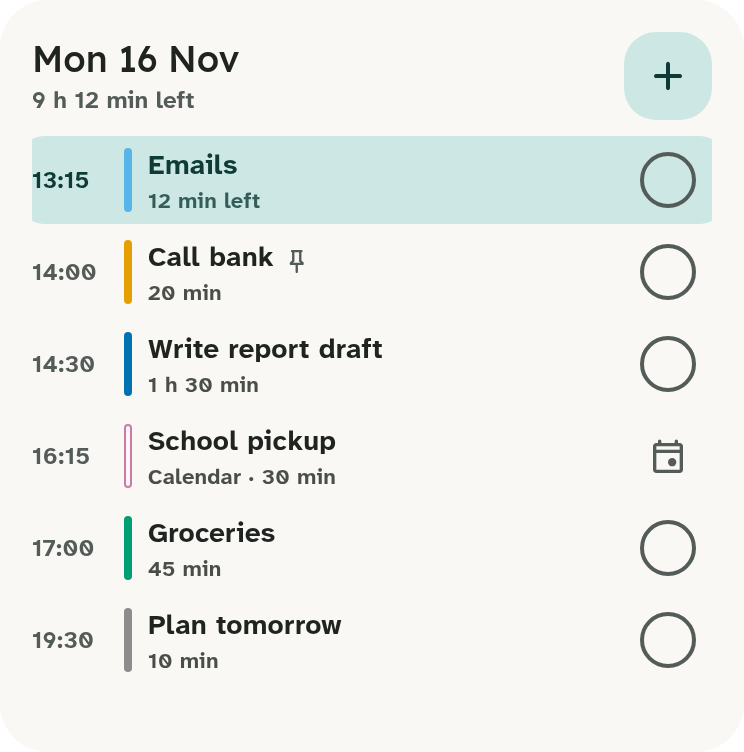 Mon 16 Nov
9 h 12 min left
13:15
Emails
12 min left
14:00
Call bank
20 min
14:30
Write report draft
1 h 30 min
16:15
School pickup
Calendar · 30 min
17:00
Groceries
45 min
19:30
Plan tomorrow
10 min